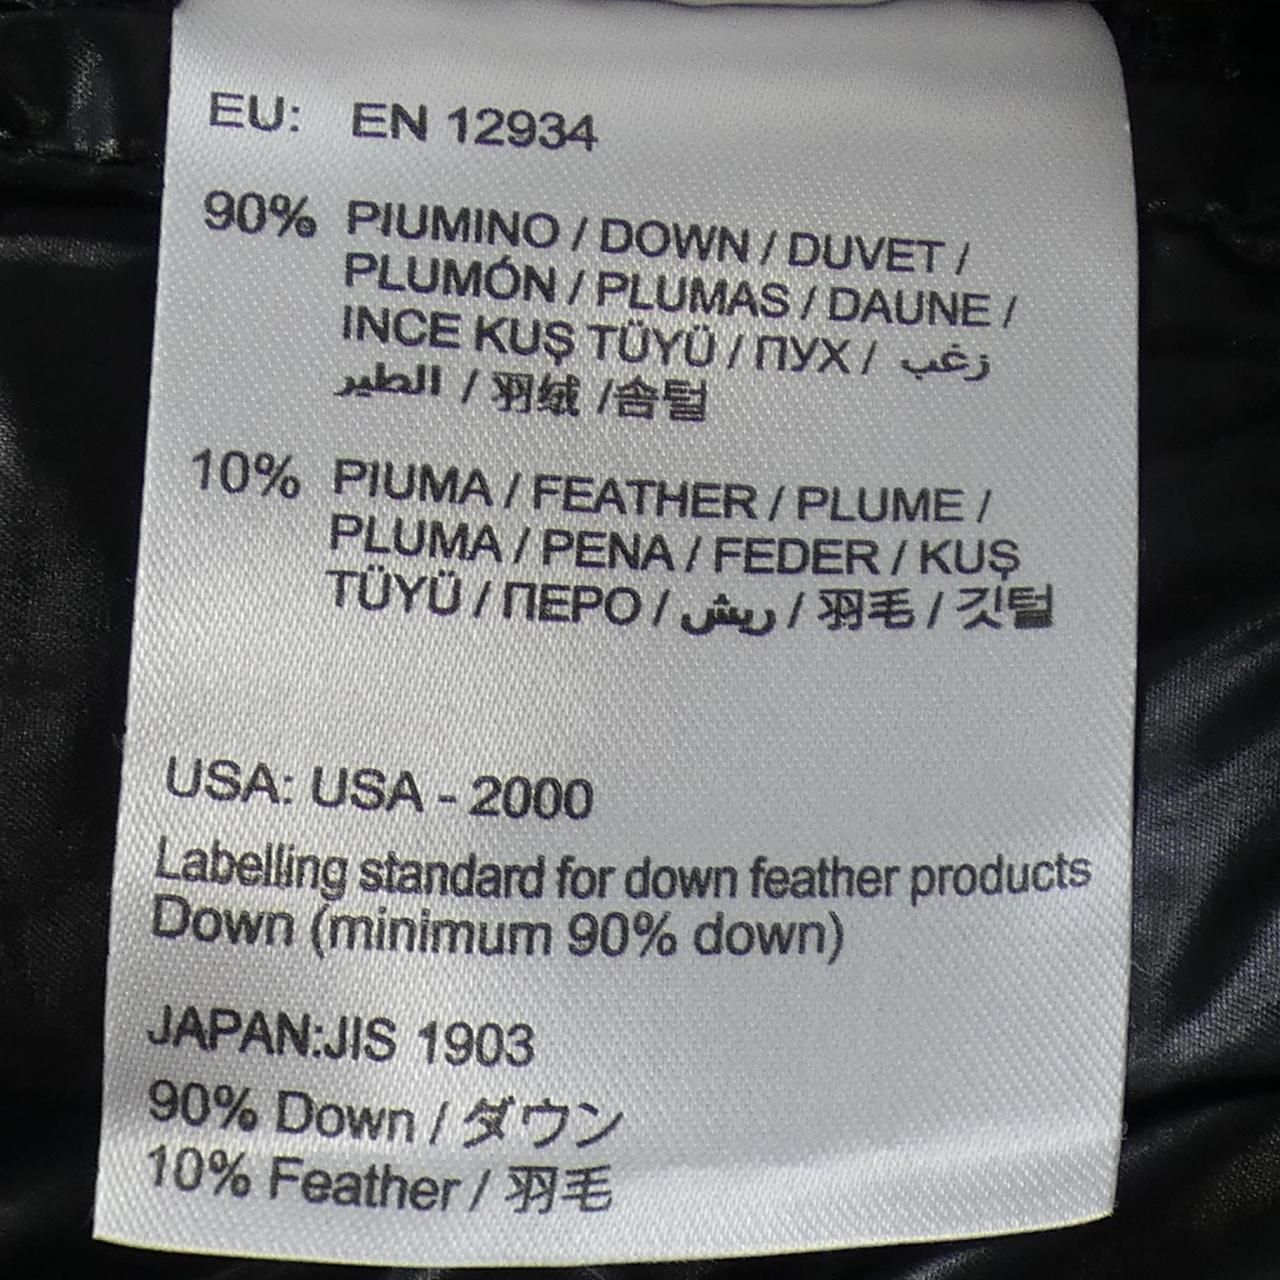 EU: EN 12934
90% PIUMINO / DOWN / DUVET /
PLUMÓN / PLUMAS / DAUNE /
INCE KUŞ TÜYÜ / ПУХ / زغب
الطير / 羽绒 /솜털
10% PIUMA / FEATHER / PLUME /
PLUMA / PENA / FEDER / KUŞ
TÜYÜ / ПЕРО / ريش / 羽毛 / 깃털
USA: USA - 2000
Labelling standard for down feather products
Down (minimum 90% down)
JAPAN:JIS 1903
90% Down / ダウン
10% Feather / 羽毛